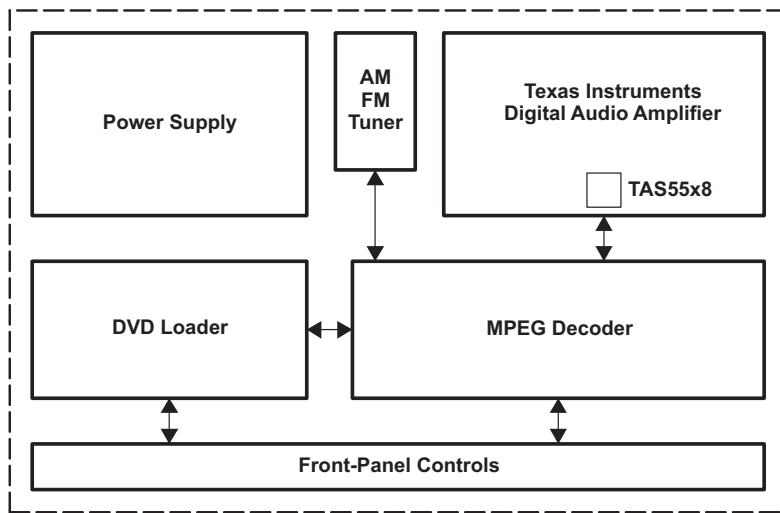 Power Supply
AM
FM
Tuner
Texas Instruments
Digital Audio Amplifier
TAS55x8
DVD Loader
MPEG Decoder
Front-Panel Controls